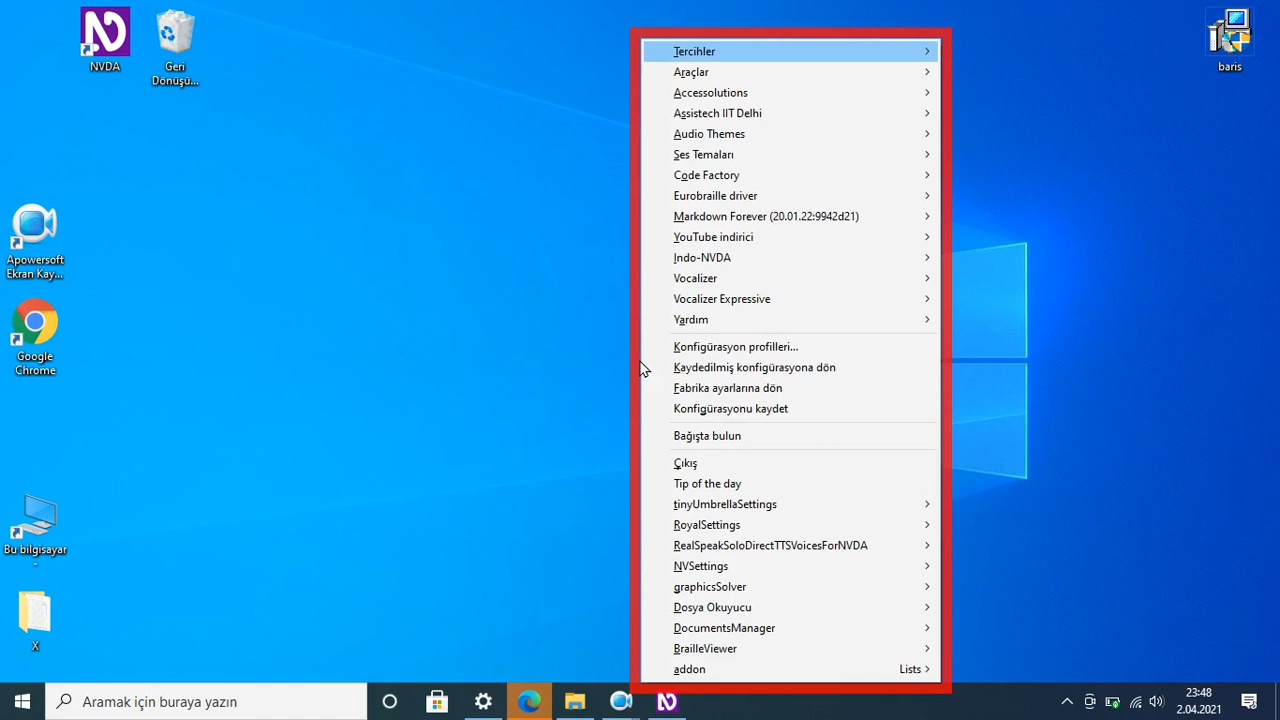 NVDA
Geri
Dönüşü...
baris
Apowersoft
Ekran Kay...
Google
Chrome
Bu bilgisayar
-
X
Tercihler
Araçlar
Accessolutions
Assistech IIT Delhi
Audio Themes
Ses Temaları
Code Factory
Eurobraille driver
Markdown Forever (20.01.22:9942d21)
YouTube indirici
Indo-NVDA
Vocalizer
Vocalizer Expressive
Yardım
Konfigürasyon profilleri...
Kaydedilmiş konfigürasyona dön
Fabrika ayarlarına dön
Konfigürasyonu kaydet
Bağışta bulun
Çıkış
Tip of the day
tinyUmbrellaSettings
RoyalSettings
RealSpeakSoloDirectTTSVoicesForNVDA
NVSettings
graphicsSolver
Dosya Okuyucu
DocumentsManager
BrailleViewer
addon Lists
Aramak için buraya yazın
23:48
2.04.2021